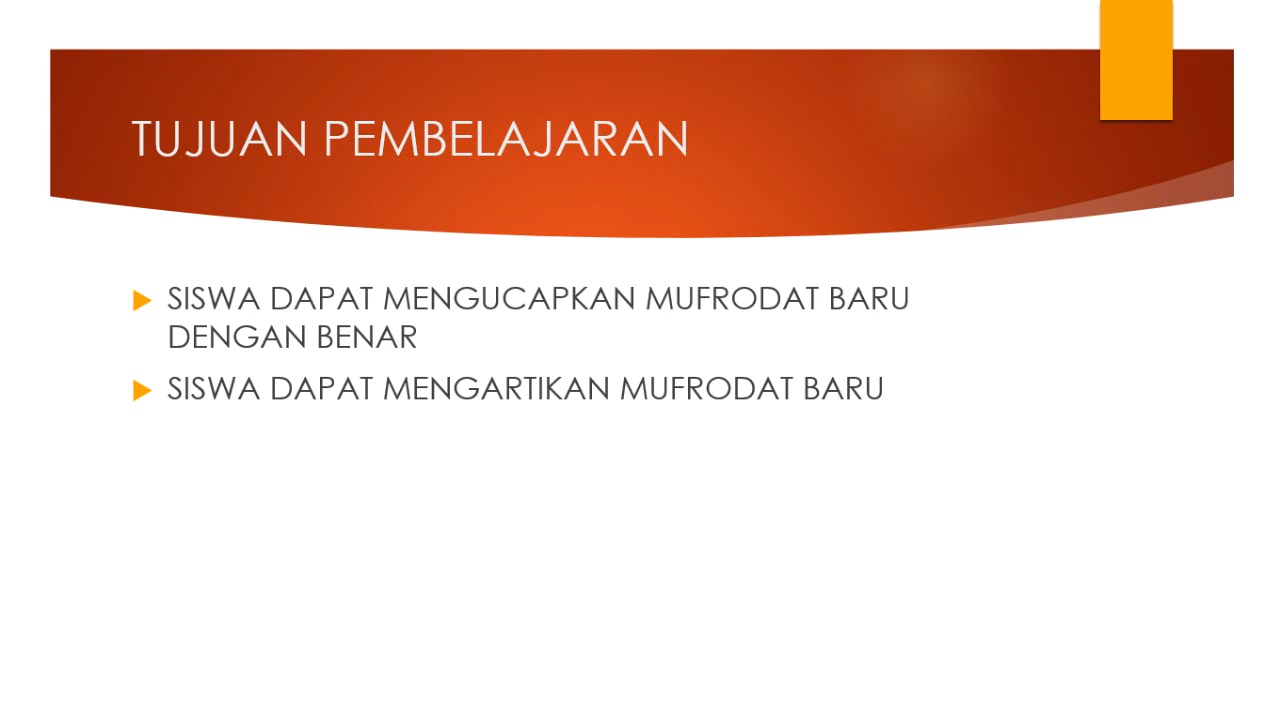 TUJUAN PEMBELAJARAN
SISWA DAPAT MENGUCAPKAN MUFRODAT BARU
DENGAN BENAR
SISWA DAPAT MENGARTIKAN MUFRODAT BARU